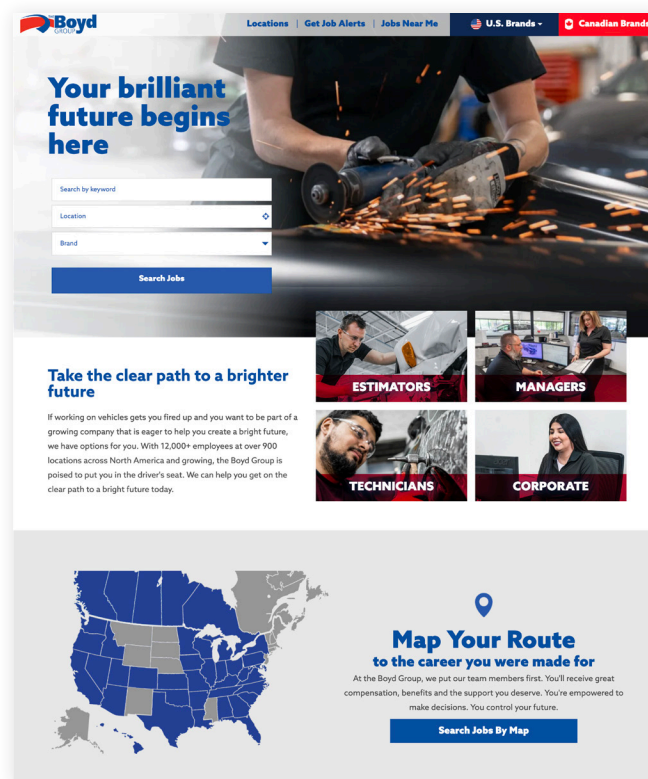 The Boyd
GROUP
Locations | Get Job Alerts | Jobs Near Me
U.S. Brands
Canadian Brands
Your brilliant
future begins
here
Search by keyword
Location
Brand
Search Jobs
ESTIMATORS
MANAGERS
Take the clear path to a brighter
future
If working on vehicles gets you fired up and you want to be part of a
growing company that is eager to help you create a bright future,
we have options for you. With 12,000+ employees at over 900
locations across North America and growing, the Boyd Group is
poised to put you in the driver's seat. We can help you get on the
clear path to a bright future today.
TECHNICIANS
CORPORATE
Map Your Route
to the career you were made for
At the Boyd Group, we put our team members first. You'll receive great
compensation, benefits and the support you deserve. You're empowered to
make decisions. You control your future.
Search Jobs By Map